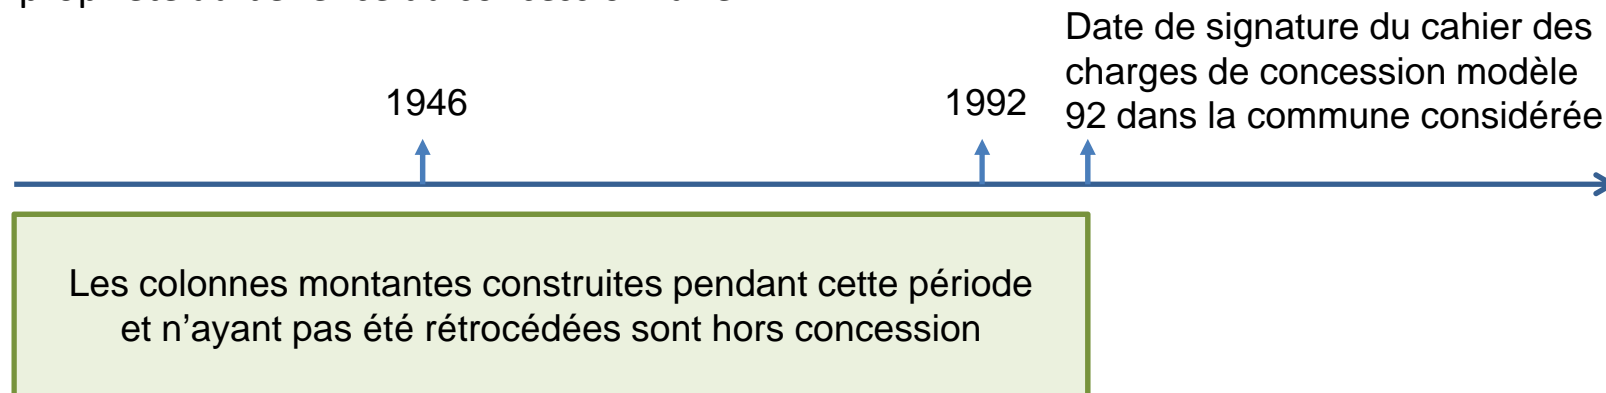 Date de signature du cahier des
charges de concession modèle
92 dans la commune considérée
1946
1992
Les colonnes montantes construites pendant cette période
et n’ayant pas été rétrocédées sont hors concession